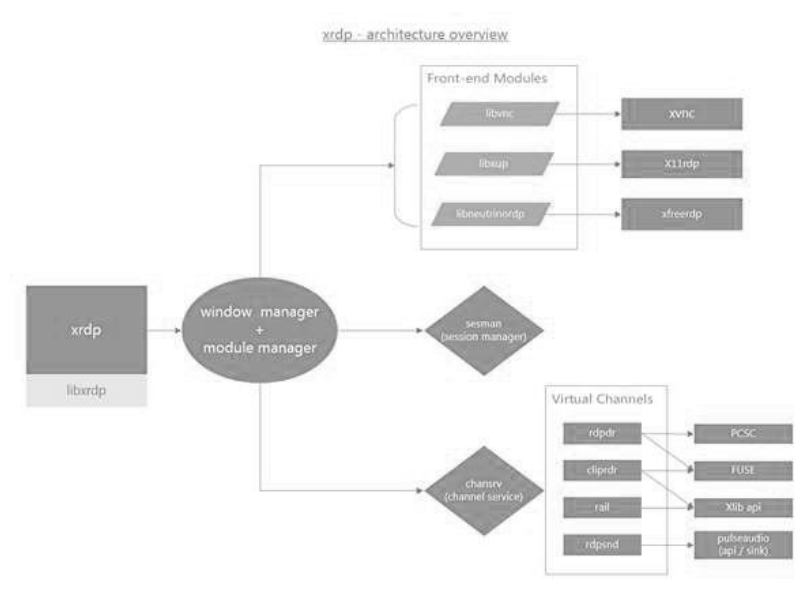 xrdp - architecture overview
Front-end Modules
libvnc
xvnc
libxup
X11rdp
libneutrinordp
xfreerdp
xrdp
libxrdp
window manager
+
module manager
sesman
(session manager)
chansrv
(channel service)
Virtual Channels
rdpdr
PCSC
cliprdr
FUSE
rail
Xlib api
rdpsnd
pulseaudio
(api / sink)